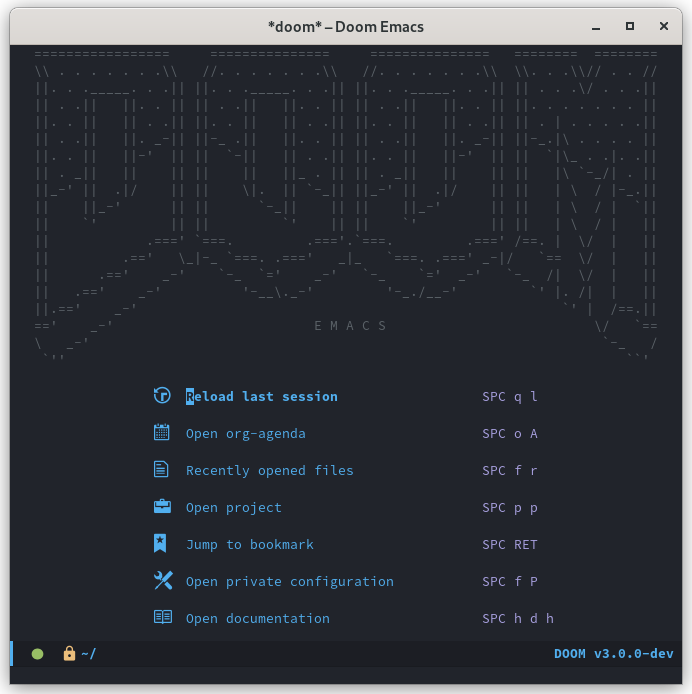 *doom* – Doom Emacs
E M A C S
Reload last session SPC q l
Open org-agenda SPC o A
Recently opened files SPC f r
Open project SPC p p
Jump to bookmark SPC RET
Open private configuration SPC f P
Open documentation SPC h d h
~/ DOOM v3.0.0-dev